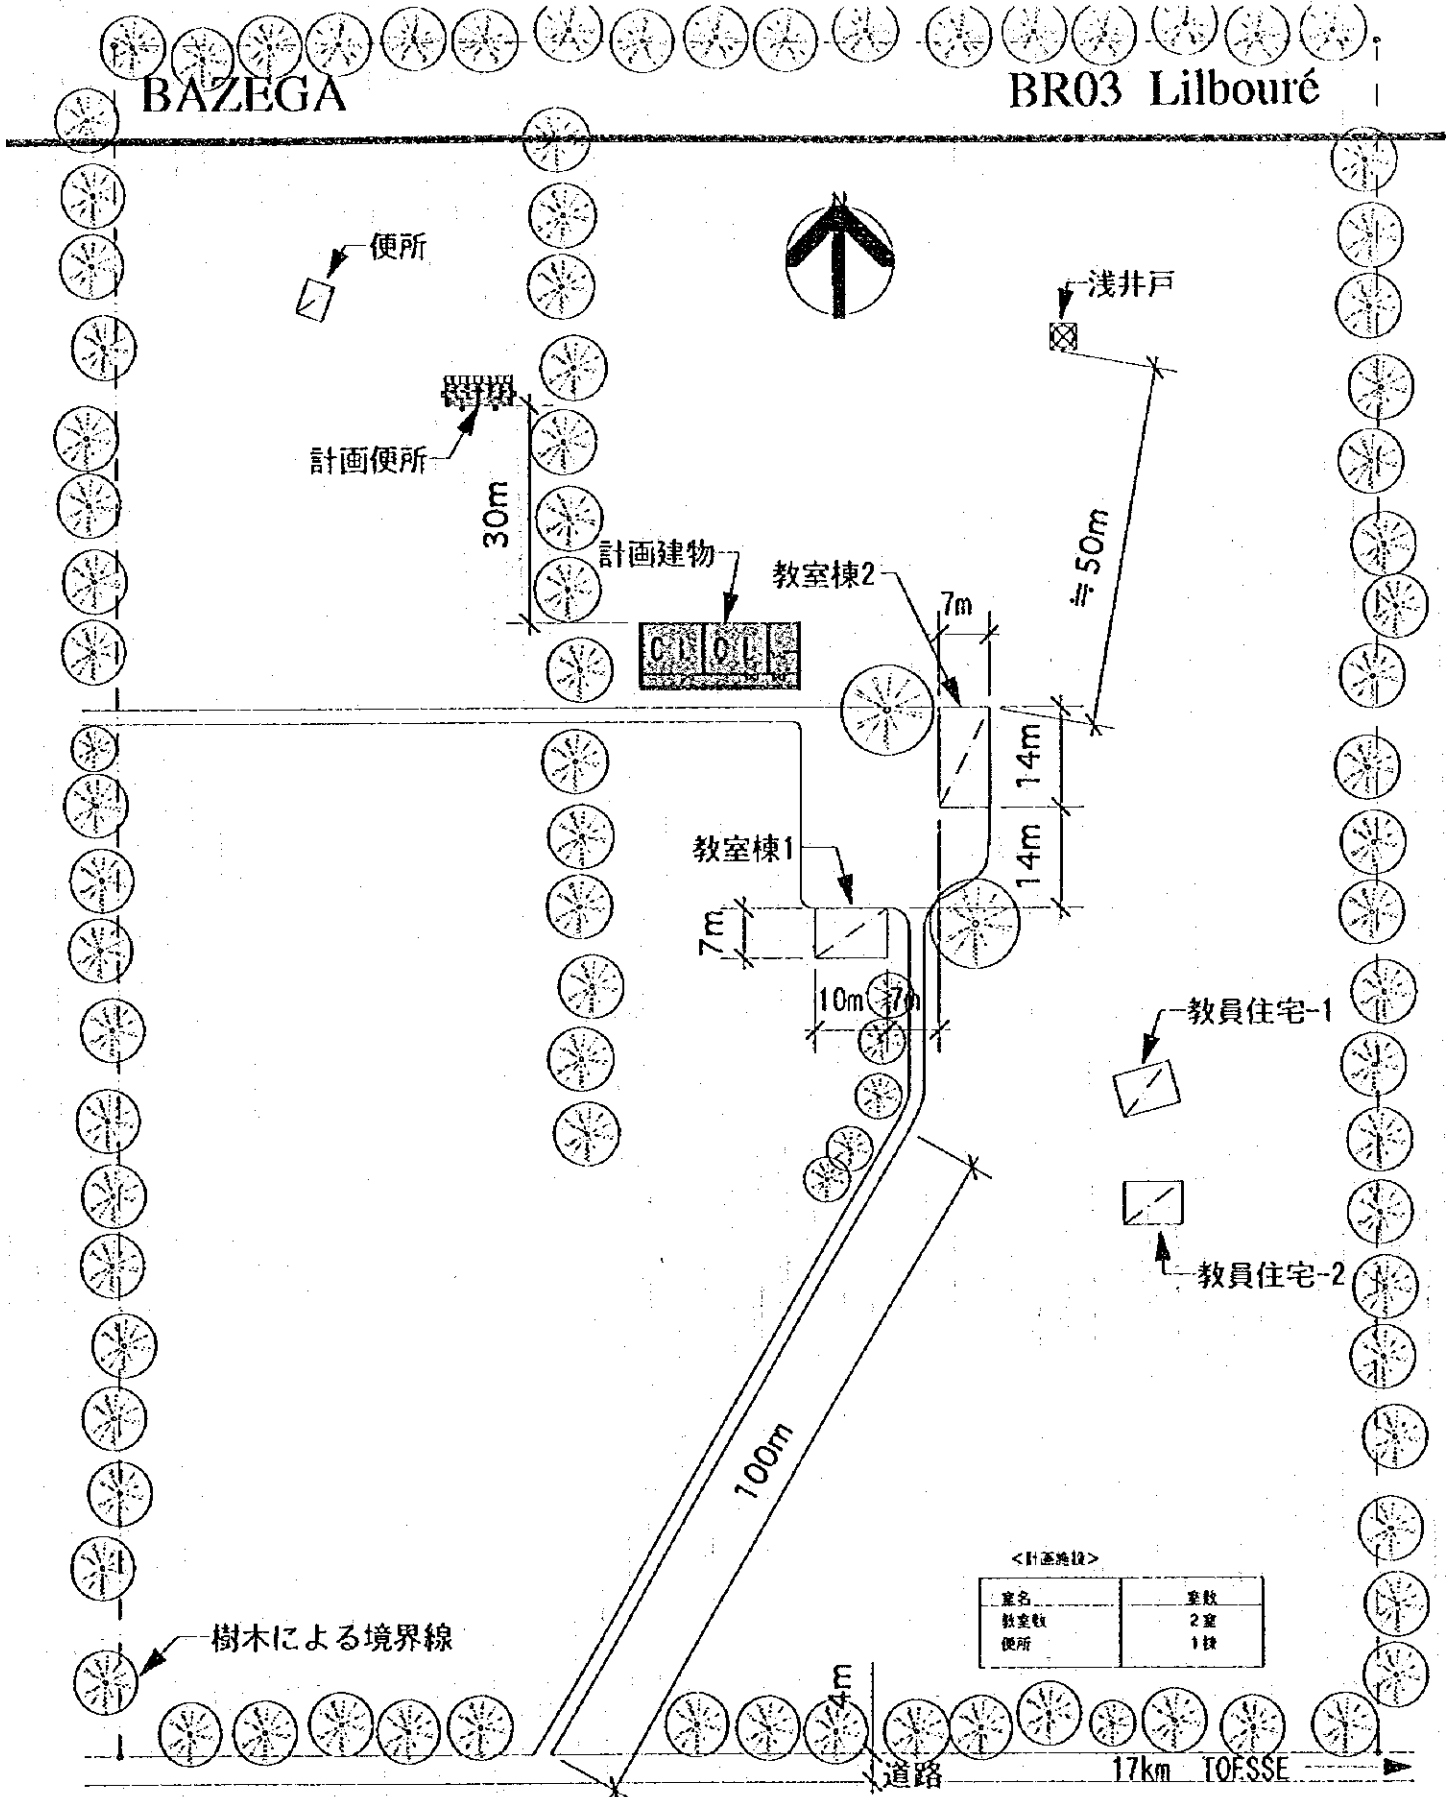 BAZEGA
BR03 Lilbouré
N
便所
浅井戸
計画便所
30m
≒50m
計画建物
教室棟2
7m
CL CL
14m
14m
教室棟1
7m
10m 7m
教員住宅-1
教員住宅-2
100m
<計画施設>
室名 室数
教室数 2室
便所 1棟
樹木による境界線
4m
道路
17km TOESSE